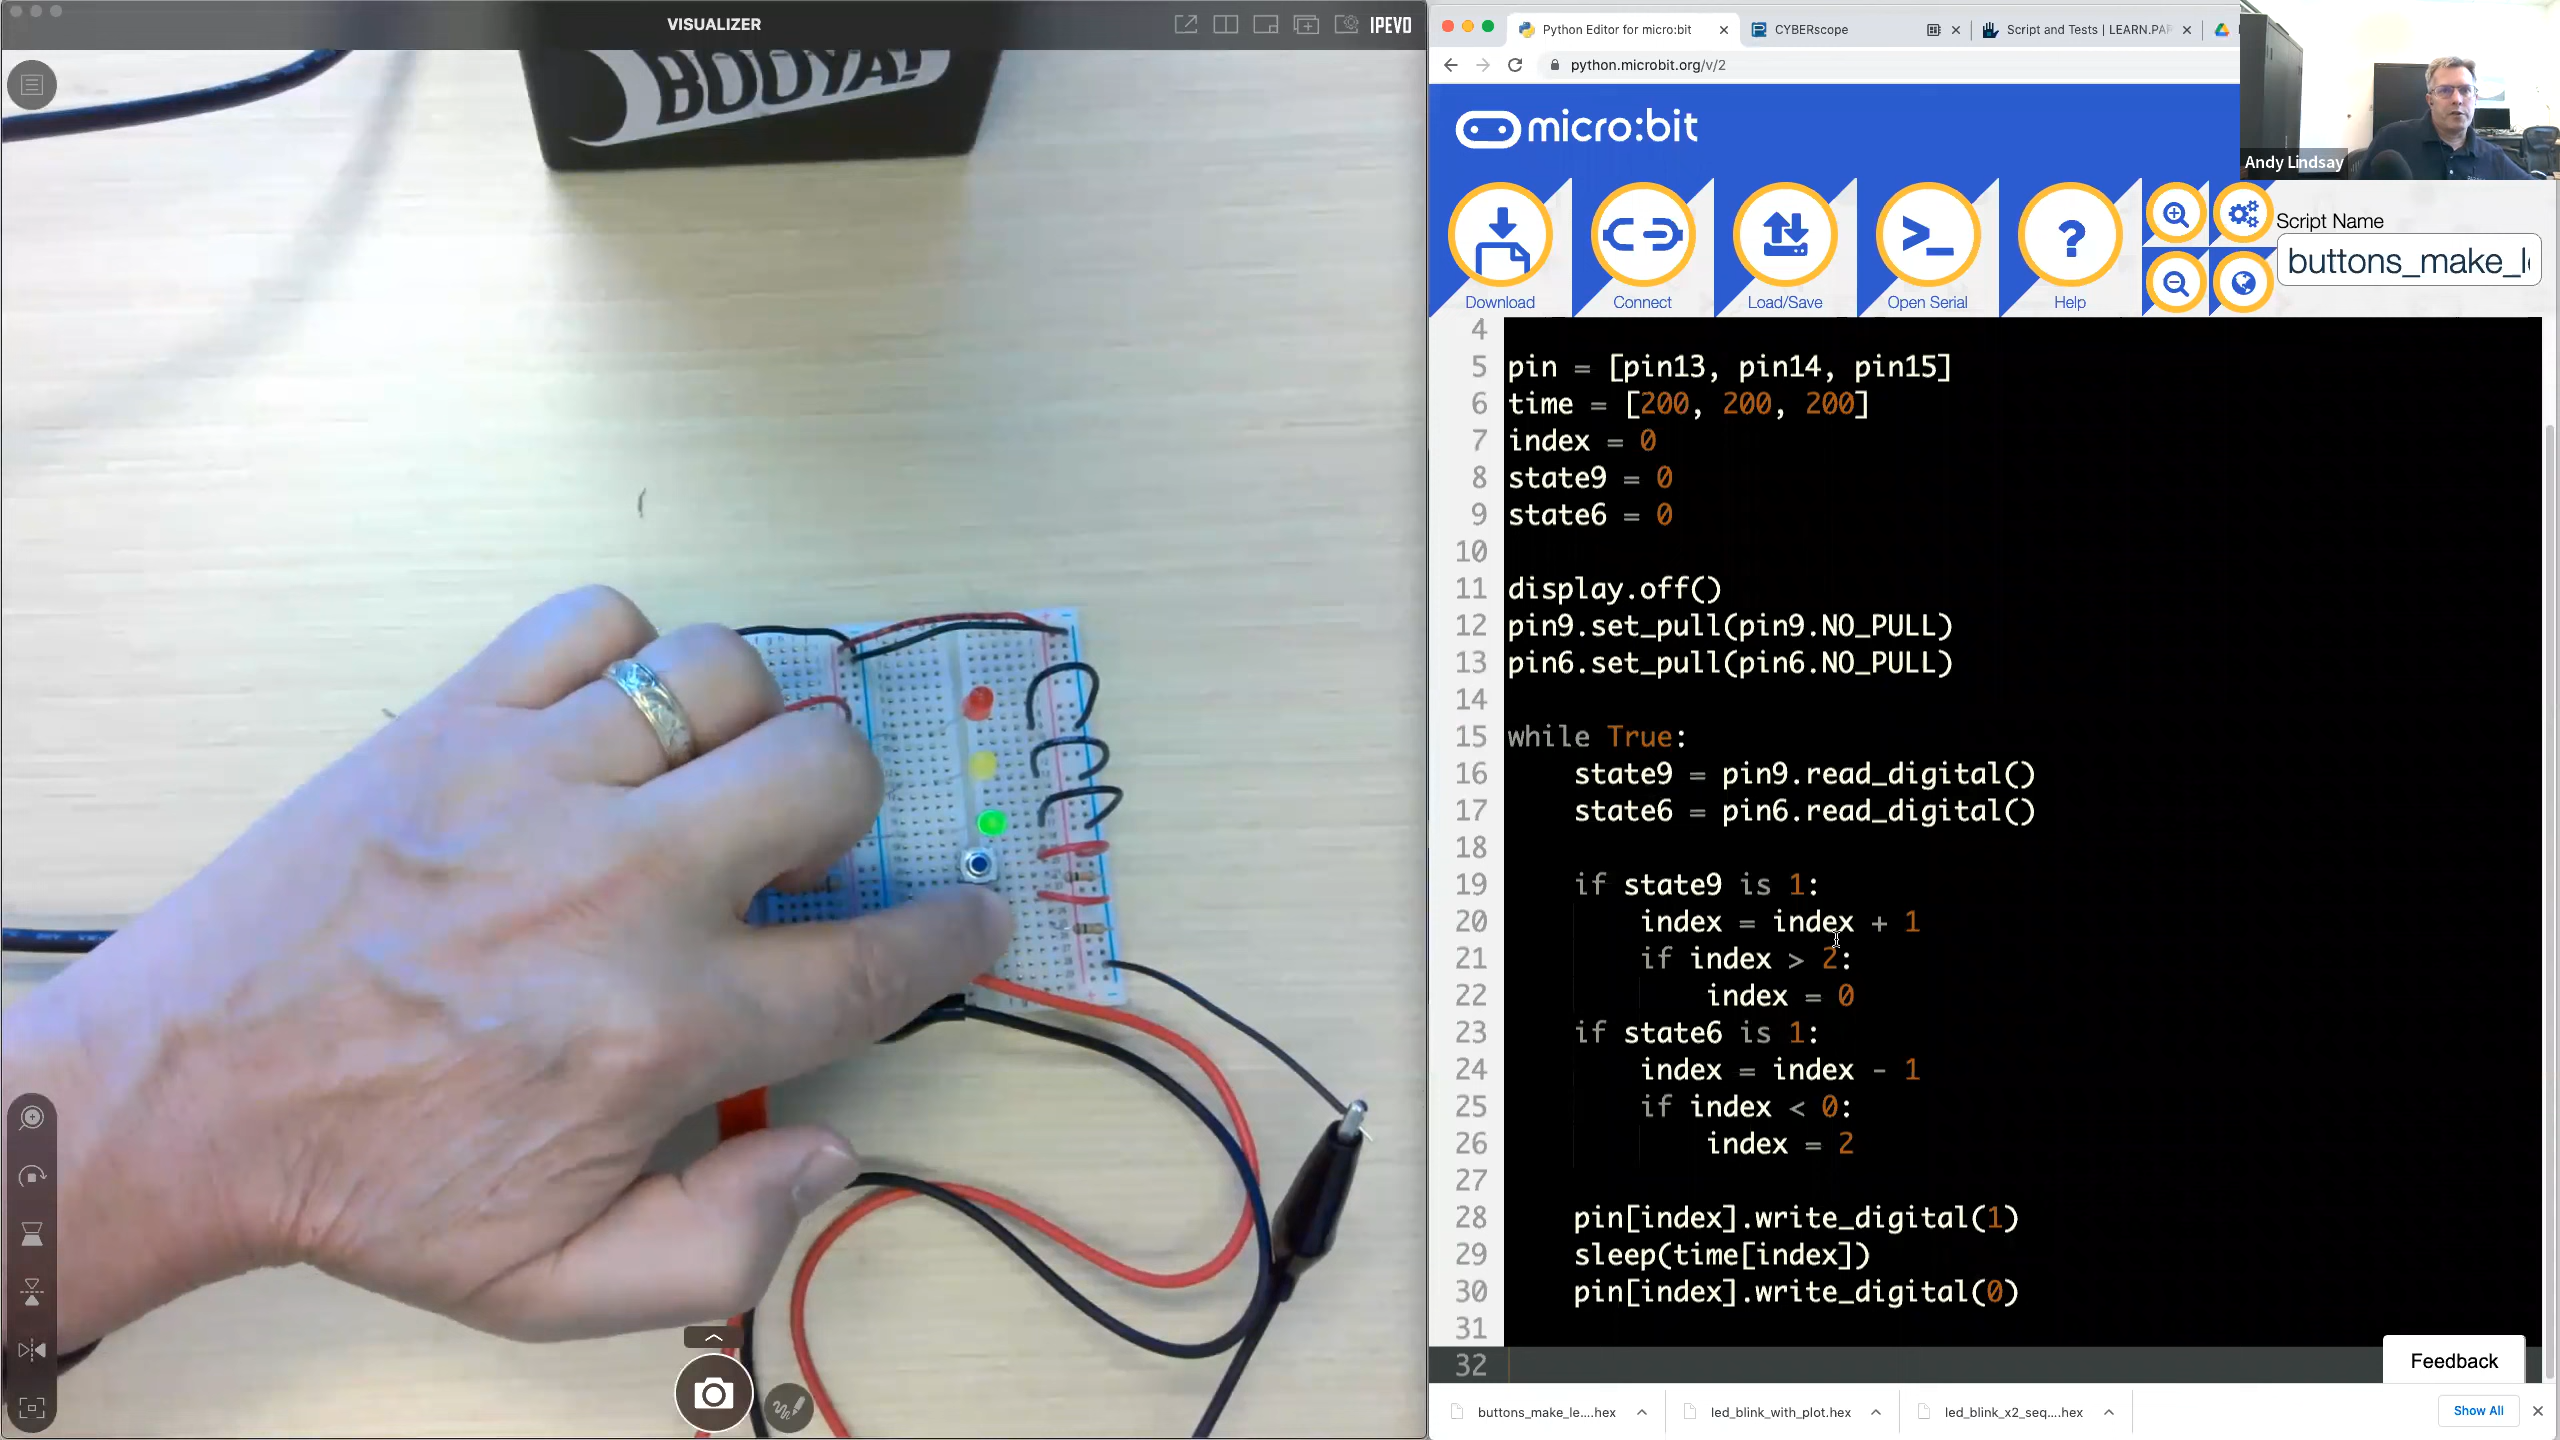 VISUALIZER
IPEVO
BOOYA!
Python Editor for micro:bit
CYBERscope
Script and Tests | LEARN.PAR
python.microbit.org/v/2
micro:bit
Andy Lindsay
Download
Connect
Load/Save
Open Serial
Help
Script Name
buttons_make_l
4
5 pin = [pin13, pin14, pin15]
6 time = [200, 200, 200]
7 index = 0
8 state9 = 0
9 state6 = 0
10
11 display.off()
12 pin9.set_pull(pin9.NO_PULL)
13 pin6.set_pull(pin6.NO_PULL)
14
15 while True:
16 state9 = pin9.read_digital()
17 state6 = pin6.read_digital()
18
19 if state9 is 1:
20 index = index + 1
21 if index > 2:
22 index = 0
23 if state6 is 1:
24 index = index - 1
25 if index < 0:
26 index = 2
27
28 pin[index].write_digital(1)
29 sleep(time[index])
30 pin[index].write_digital(0)
31
32
Feedback
buttons_make_le....hex
led_blink_with_plot.hex
led_blink_x2_seq....hex
Show All